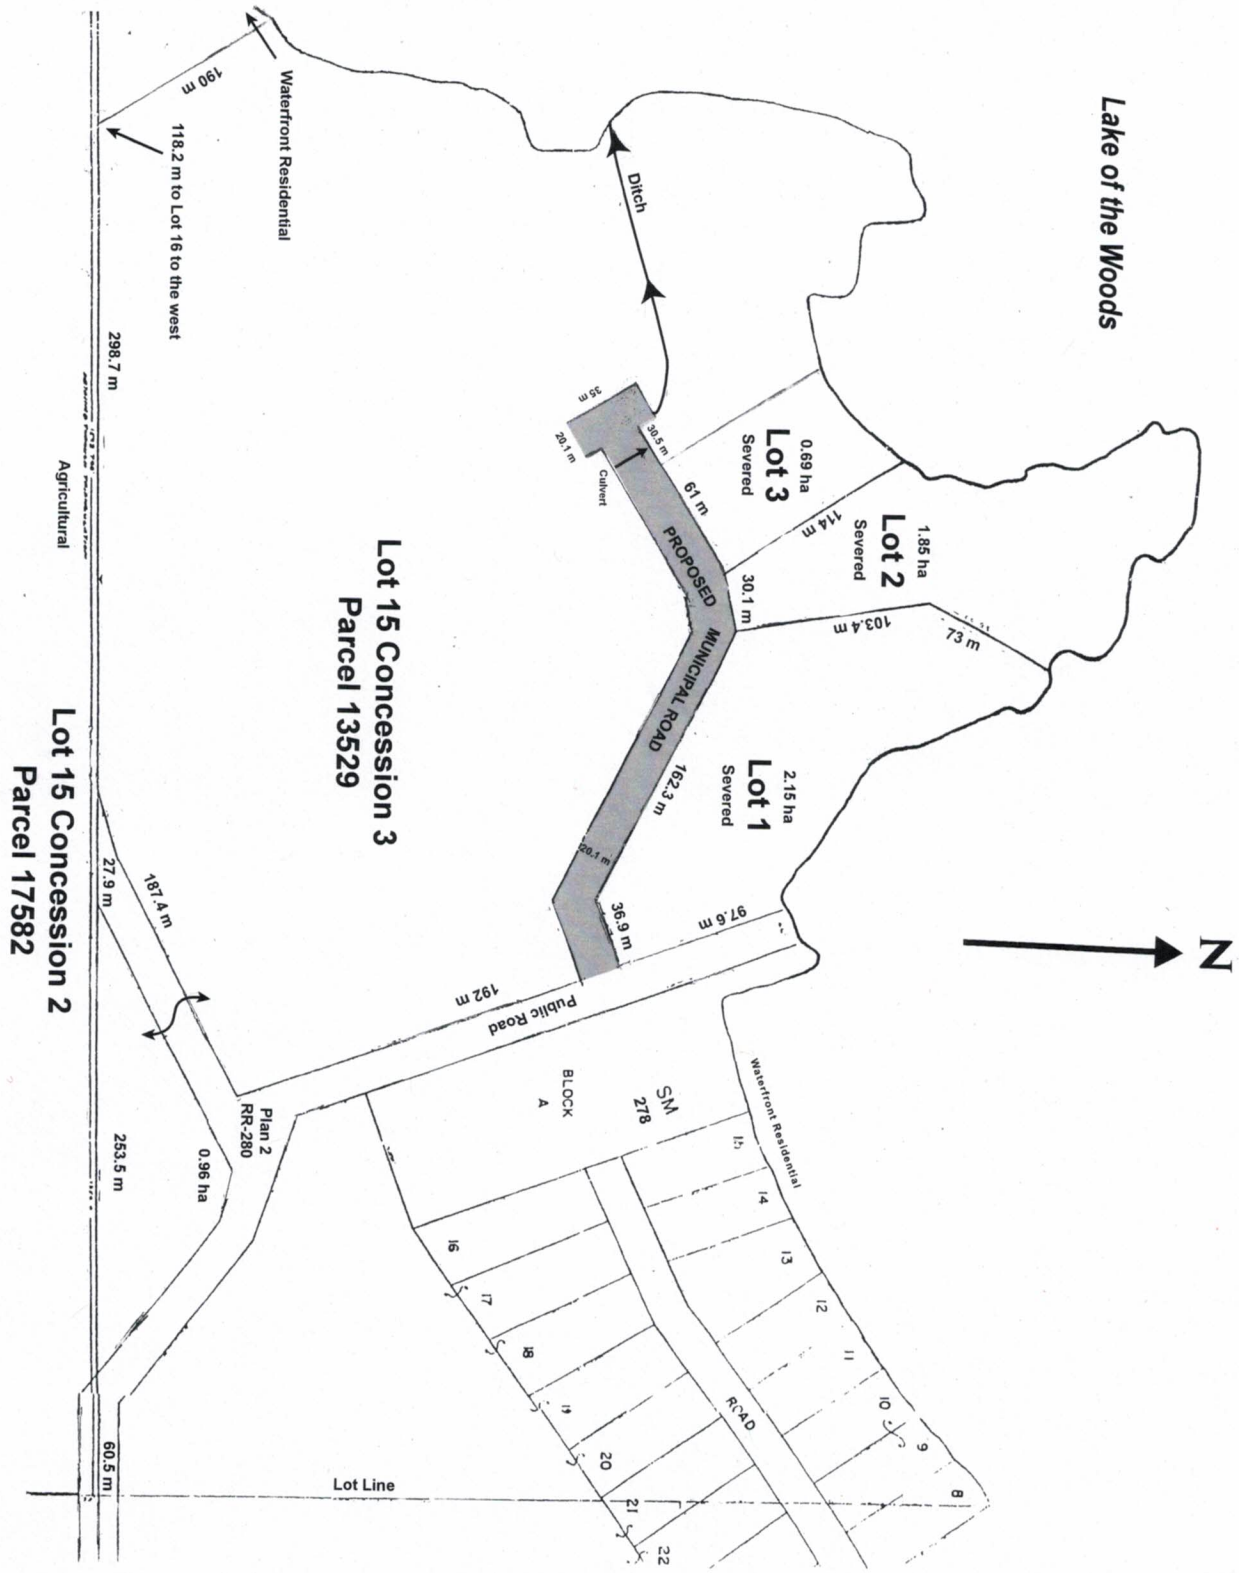 Lake of the Woods
N
Waterfront Residential
190 m
118.2 m to Lot 16 to the west
Ditch
298.7 m
Agricultural
35 m
20.1 m
30.5 m
Culvert
61 m
0.69 ha
Lot 3
Severed
114 m
1.85 ha
Lot 2
Severed
30.1 m
103.4 m
73 m
PROPOSED MUNICIPAL ROAD
2.15 ha
Lot 1
Severed
162.3 m
20.1 m
36.9 m
97.6 m
Lot 15 Concession 3
Parcel 13529
Lot 15 Concession 2
Parcel 17582
27.9 m
187.4 m
192 m
Public Road
Plan 2
RR-280
0.96 ha
253.5 m
60.5 m
Lot Line
BLOCK
A
SM
278
Waterfront Residential
15
14
13
12
11
10
9
8
ROAD
16
17
18
19
20
21
22